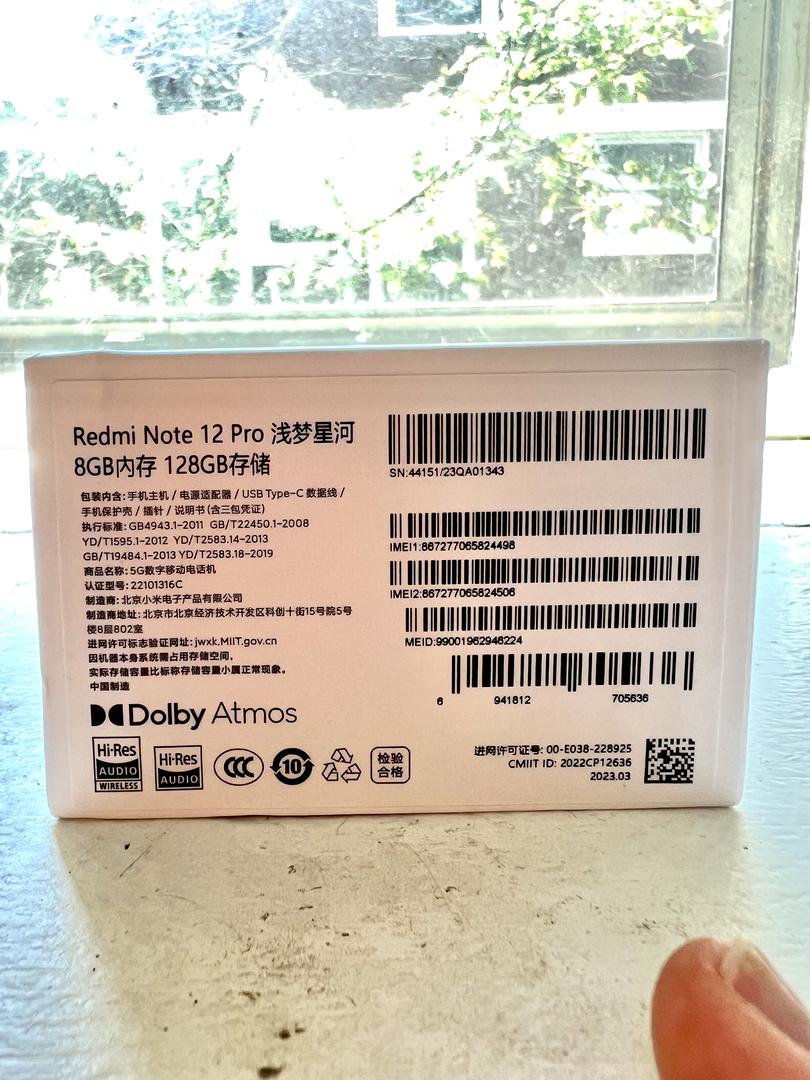 Redmi Note 12 Pro 浅梦星河
8GB内存 128GB存储
包装内含: 手机主机 / 电源适配器 / USB Type-C 数据线 /
手机保护壳 / 插针 / 说明书 (含三包凭证)
执行标准: GB4943.1-2011 GB/T22450.1-2008
YD/T1595.1-2012 YD/T2583.14-2013
GB/T19484.1-2013 YD/T2583.18-2019
商品名称: 5G数字移动电话机
认证型号: 22101316C
制造商: 北京小米电子产品有限公司
制造商地址: 北京市北京经济技术开发区科创十街15号院5号
楼8层802室
进网许可标志验证网址: jwxk.MIIT.gov.cn
因机器本身系统需占用存储空间,
实际存储容量比标称存储容量小属正常现象。
中国制造
Dolby Atmos
Hi-Res
AUDIO
WIRELESS
Hi-Res
AUDIO
CCC
10
检验
合格
SN:44151/23QA01343
IMEI1:867277065824498
IMEI2:867277065824506
MEID:99001962946224
6 941812 705636
进网许可证号: 00-E038-228925
CMIIT ID: 2022CP12636
2023.03